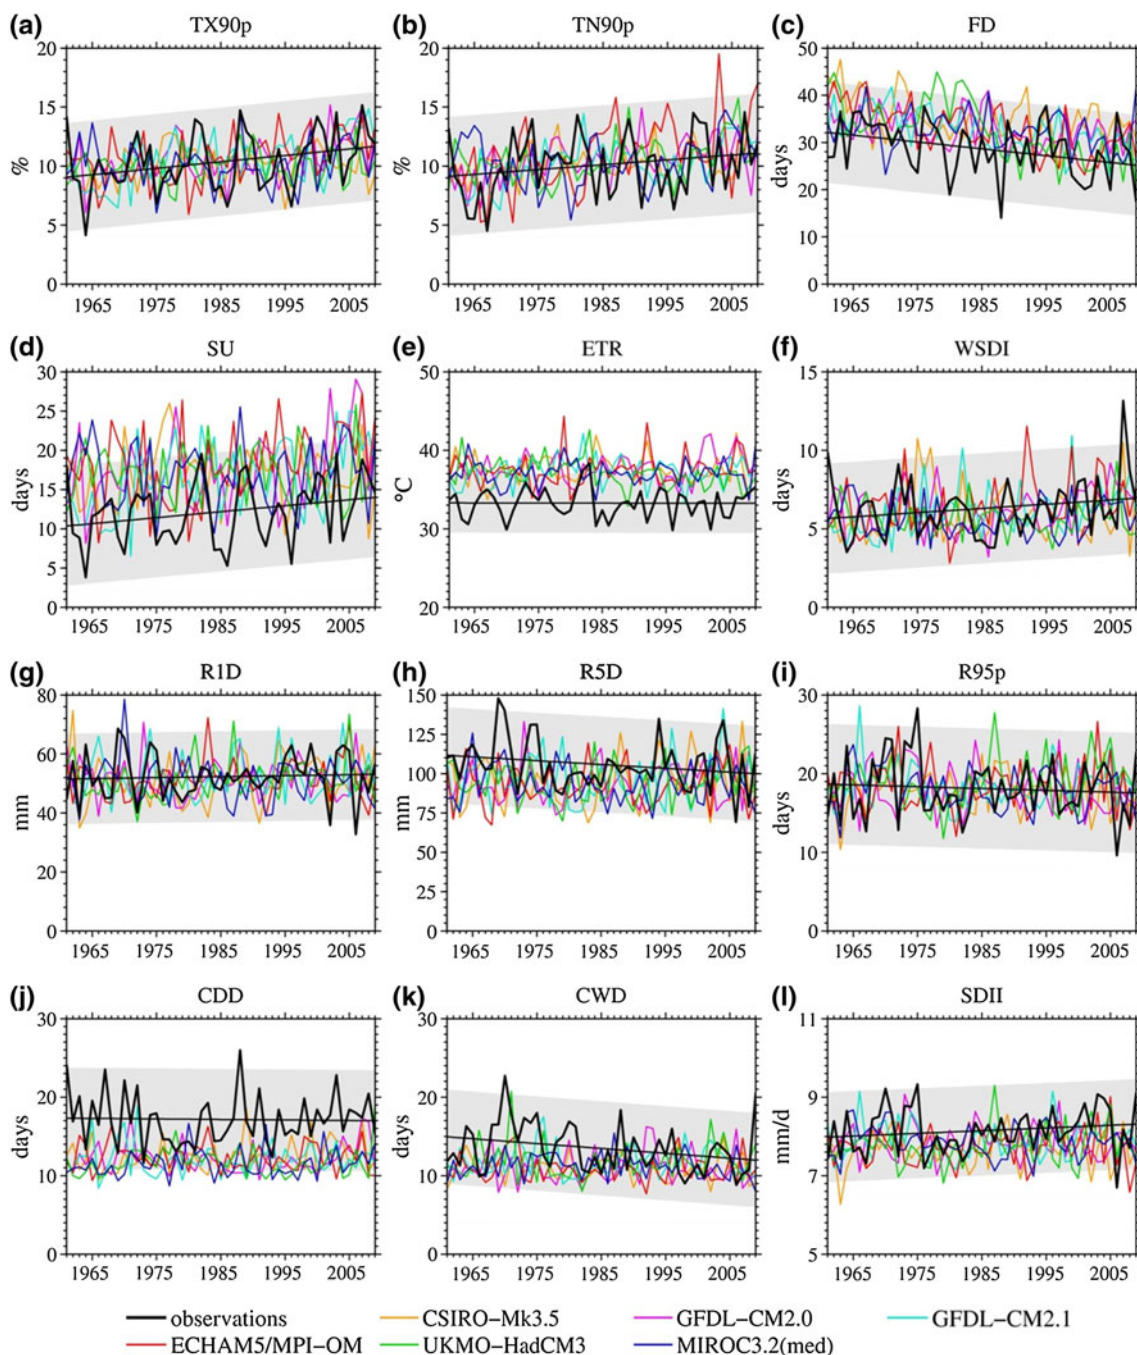 (a) TX90p (b) TN90p (c) FD
20 20 50
15 15 40
% 10 % 10 days 30
5 5 20
0 0 10
1965 1975 1985 1995 2005 1965 1975 1985 1995 2005 1965 1975 1985 1995 2005
(d) SU (e) ETR (f) WSDI
30 50 15
25
20 40 10
days 15 °C days
10 30 5
5
0 20 0
1965 1975 1985 1995 2005 1965 1975 1985 1995 2005 1965 1975 1985 1995 2005
(g) R1D (h) R5D (i) R95p
80 150 30
125
60 100 20
mm 40 mm 75 days
50 10
20 25
0 0 0
1965 1975 1985 1995 2005 1965 1975 1985 1995 2005 1965 1975 1985 1995 2005
(j) CDD (k) CWD (l) SDII
30 30 11
20 20 9
days days mm/d
10 10 7
0 0 5
1965 1975 1985 1995 2005 1965 1975 1985 1995 2005 1965 1975 1985 1995 2005
observations CSIRO-Mk3.5 GFDL-CM2.0 GFDL-CM2.1
ECHAM5/MPI-OM UKMO-HadCM3 MIROC3.2(med)